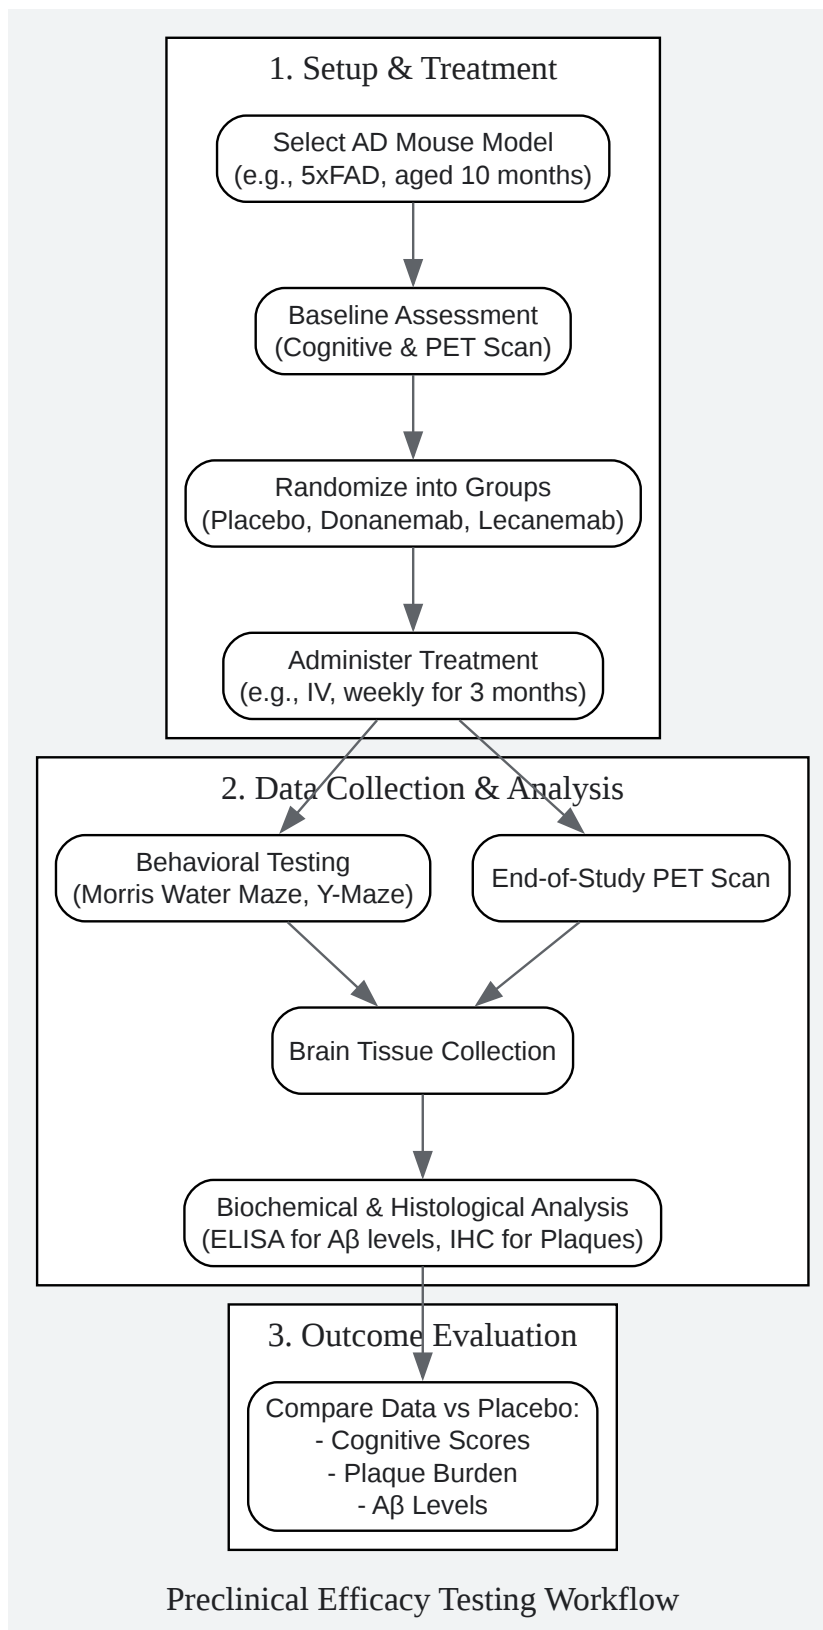 1. Setup & Treatment
Select AD Mouse Model
(e.g., 5xFAD, aged 10 months)
Baseline Assessment
(Cognitive & PET Scan)
Randomize into Groups
(Placebo, Donanemab, Lecanemab)
Administer Treatment
(e.g., IV, weekly for 3 months)
2. Data Collection & Analysis
Behavioral Testing
(Morris Water Maze, Y-Maze)
End-of-Study PET Scan
Brain Tissue Collection
Biochemical & Histological Analysis
(ELISA for Aβ levels, IHC for Plaques)
3. Outcome Evaluation
Compare Data vs Placebo:
- Cognitive Scores
- Plaque Burden
- Aβ Levels
Preclinical Efficacy Testing Workflow